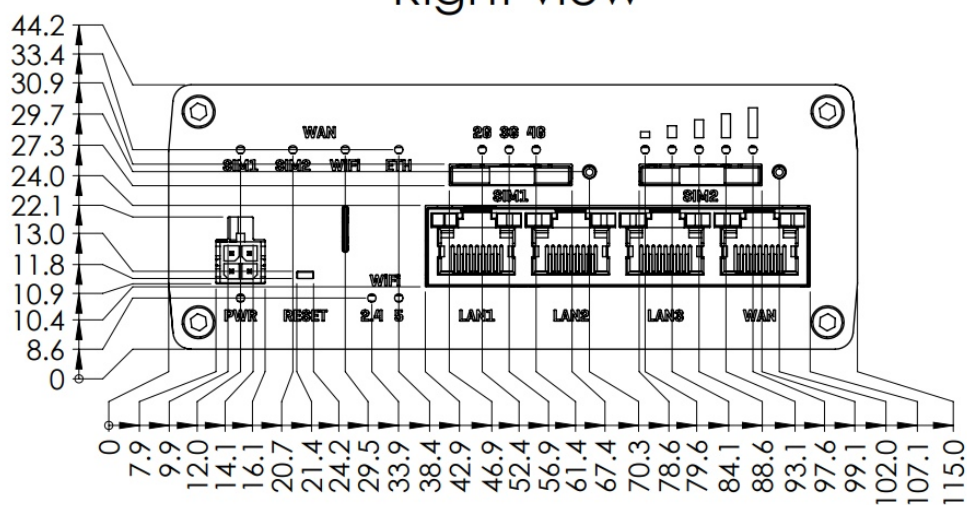 Right view
44.2
33.4
30.9
29.7
27.3
24.0
22.1
13.0
11.8
10.9
10.4
8.6
0
WAN
SIM1 SIM2 WiFi ETH
2G 3G 4G
SIM1
SIM2
WiFi
PWR RESET 2.4 5
LAN1 LAN2 LAN3 WAN
0 7.9 9.9 12.0 14.1 16.1 20.7 21.4 24.2 29.5 33.9 38.4 42.9 46.9 52.4 56.9 61.4 67.4 70.3 78.6 79.6 84.1 88.6 93.1 97.6 99.1 102.0 107.1 115.0